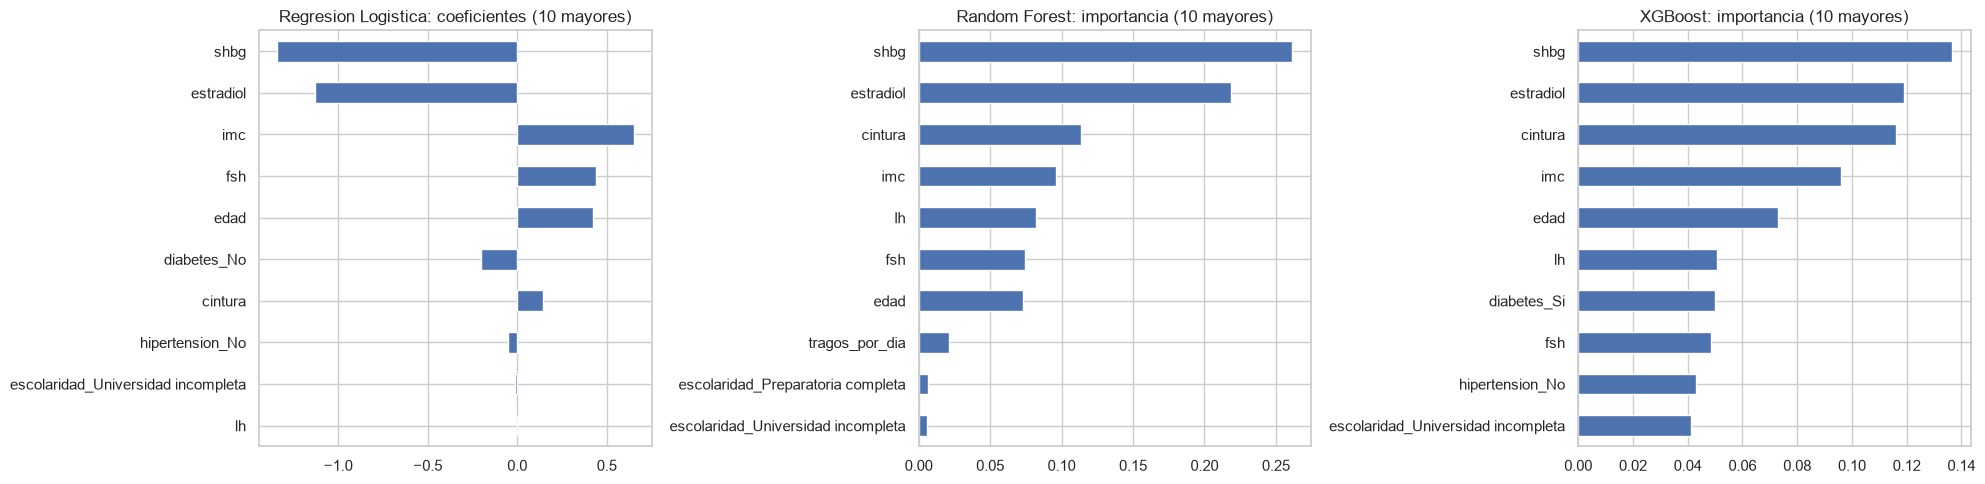 Regresion Logistica: coeficientes (10 mayores)
shbg
estradiol
imc
fsh
edad
diabetes_No
cintura
hipertension_No
escolaridad_Universidad incompleta
lh
−1.0 −0.5 0.0 0.5
Random Forest: importancia (10 mayores)
shbg
estradiol
cintura
imc
lh
fsh
edad
tragos_por_dia
escolaridad_Preparatoria completa
escolaridad_Universidad incompleta
0.00 0.05 0.10 0.15 0.20 0.25
XGBoost: importancia (10 mayores)
shbg
estradiol
cintura
imc
edad
lh
diabetes_Si
fsh
hipertension_No
escolaridad_Universidad incompleta
0.00 0.02 0.04 0.06 0.08 0.10 0.12 0.14